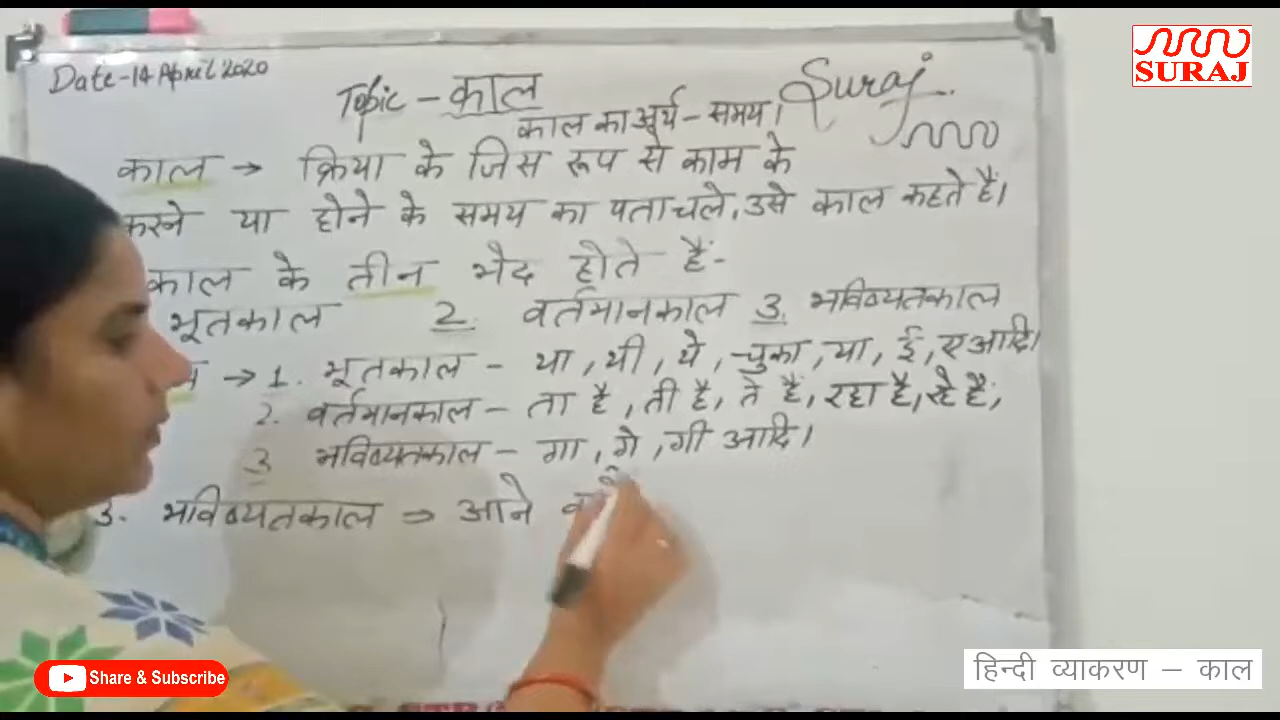 SURAJ
Date-14 April 2020
Topic - काल
Suraj
काल का अर्थ - समय।
काल → क्रिया के जिस रूप से काम के
करने या होने के समय का पता चले, उसे काल कहते हैं।
काल के तीन भेद होते हैं-
भूतकाल 2. वर्तमानकाल 3. भविष्यतकाल
→ 1. भूतकाल - था, थी, थे, चुका, या, ई, ए आदि।
2. वर्तमानकाल - ता है, ती है, ते हैं, रहा है, रहे हैं,
3 भविष्यतकाल - गा, गे, गी आदि।
3. भविष्यतकाल ⇒ आने
Share & Subscribe
हिन्दी व्याकरण – काल